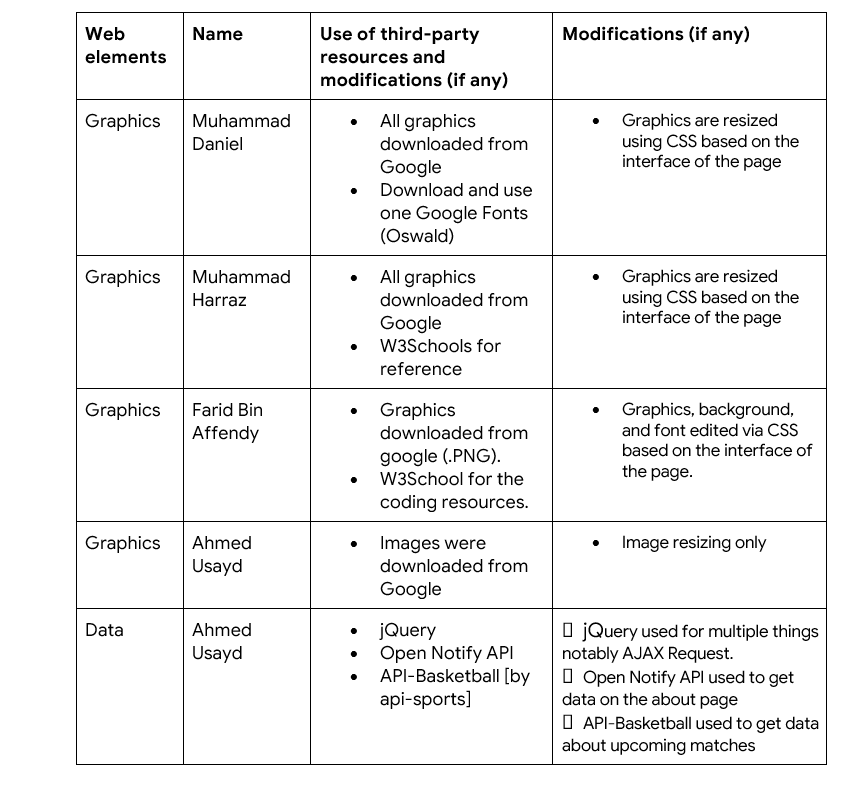 Web elements
Name
Use of third-party resources and modifications (if any)
Modifications (if any)
Graphics
Muhammad
Daniel
• All graphics
downloaded from
Google
• Download and use
one Google Fonts
(Oswald)
• Graphics are resized
using CSS based on the
interface of the page
Graphics
Muhammad
Harraz
• All graphics
downloaded from
Google
• W3Schools for
reference
• Graphics are resized
using CSS based on the
interface of the page
Graphics
Farid Bin
Affendy
• Graphics
downloaded from
google (.PNG).
• W3School for the
coding resources.
• Graphics, background,
and font edited via CSS
based on the interface of
the page.
Graphics
Ahmed
Usayd
• Images were
downloaded from
Google
• Image resizing only
Data
Ahmed
Usayd
• jQuery
• Open Notify API
• API-Basketball [by
api-sports]
▯ jQuery used for multiple things
notably AJAX Request.
▯ Open Notify API used to get
data on the about page
▯ API-Basketball used to get data
about upcoming matches